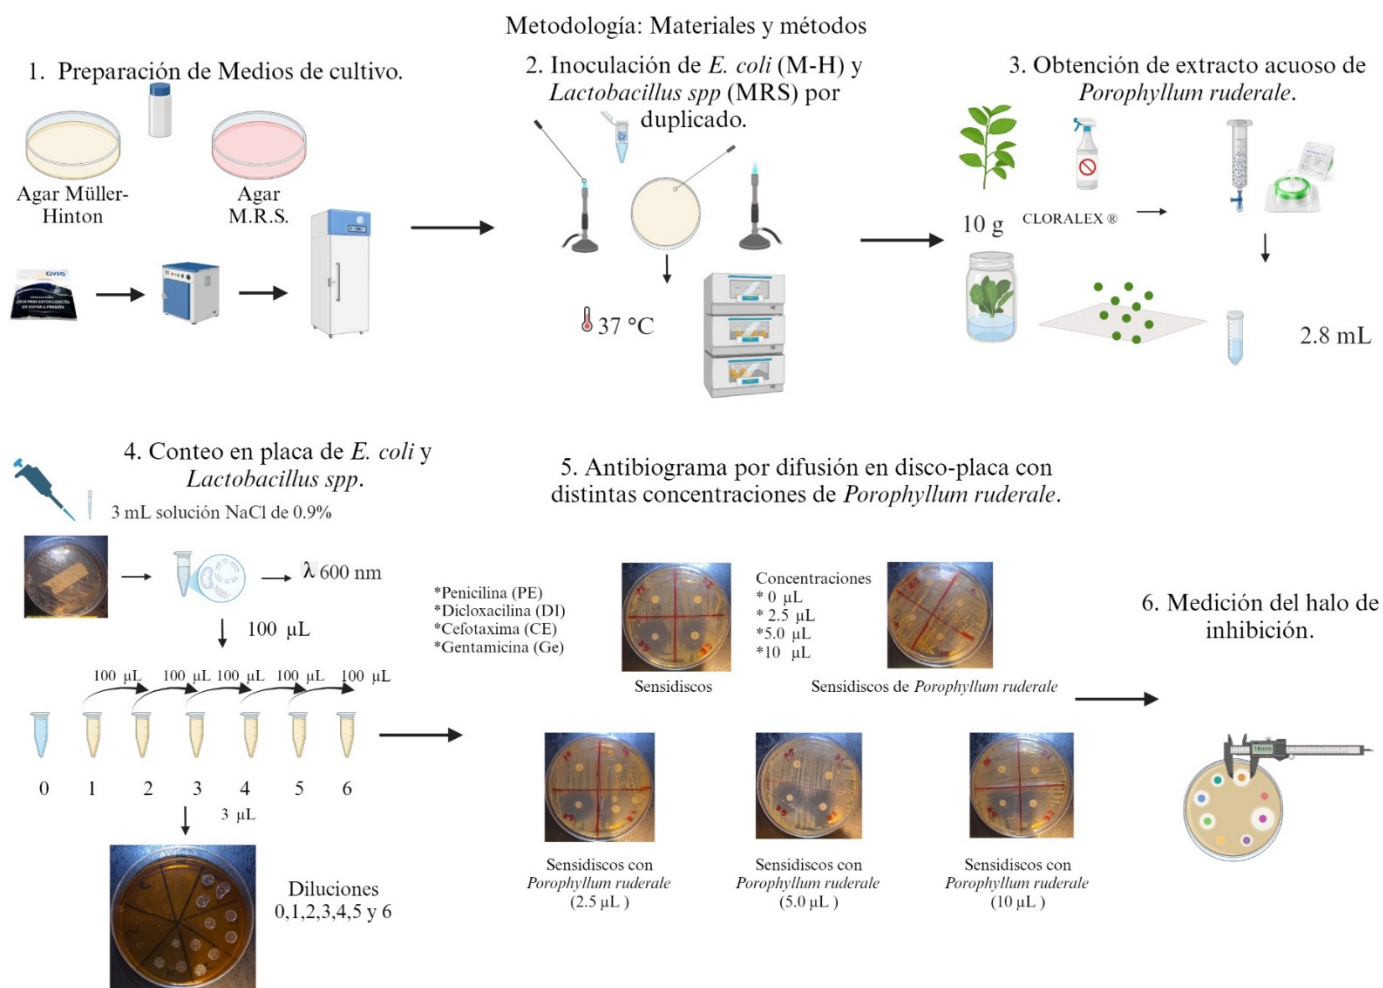 Metodología: Materiales y métodos
1. Preparación de Medios de cultivo.
Agar Müller-
Hinton
Agar
M.R.S.
2. Inoculación de E. coli (M-H) y
Lactobacillus spp (MRS) por
duplicado.
37 °C
3. Obtención de extracto acuoso de
Porophyllum ruderale.
10 g
CLORALEX ®
2.8 mL
4. Conteo en placa de E. coli y
Lactobacillus spp.
3 mL solución NaCl de 0.9%
λ 600 nm
100 µL
100 µL
100 µL
100 µL
100 µL
100 µL
0
1
2
3
4
5
6
3 µL
Diluciones
0,1,2,3,4,5 y 6
5. Antibiograma por difusión en disco-placa con
distintas concentraciones de Porophyllum ruderale.
*Penicilina (PE)
*Dicloxacilina (DI)
*Cefotaxima (CE)
*Gentamicina (Ge)
Sensidiscos
Concentraciones
* 0 µL
* 2.5 µL
*5.0 µL
*10 µL
Sensidiscos de Porophyllum ruderale
Sensidiscos con
Porophyllum ruderale
(2.5 µL )
Sensidiscos con
Porophyllum ruderale
(5.0 µL )
Sensidiscos con
Porophyllum ruderale
(10 µL )
6. Medición del halo de
inhibición.